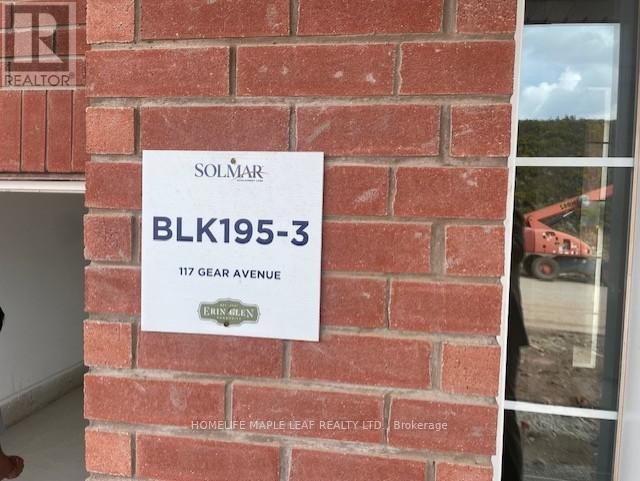 R
REALTOR
SOLMAR
BLK195-3
117 GEAR AVENUE
ERIN GLEN
HOMELIFE MAPLE LEAF REALTY LTD., Brokerage